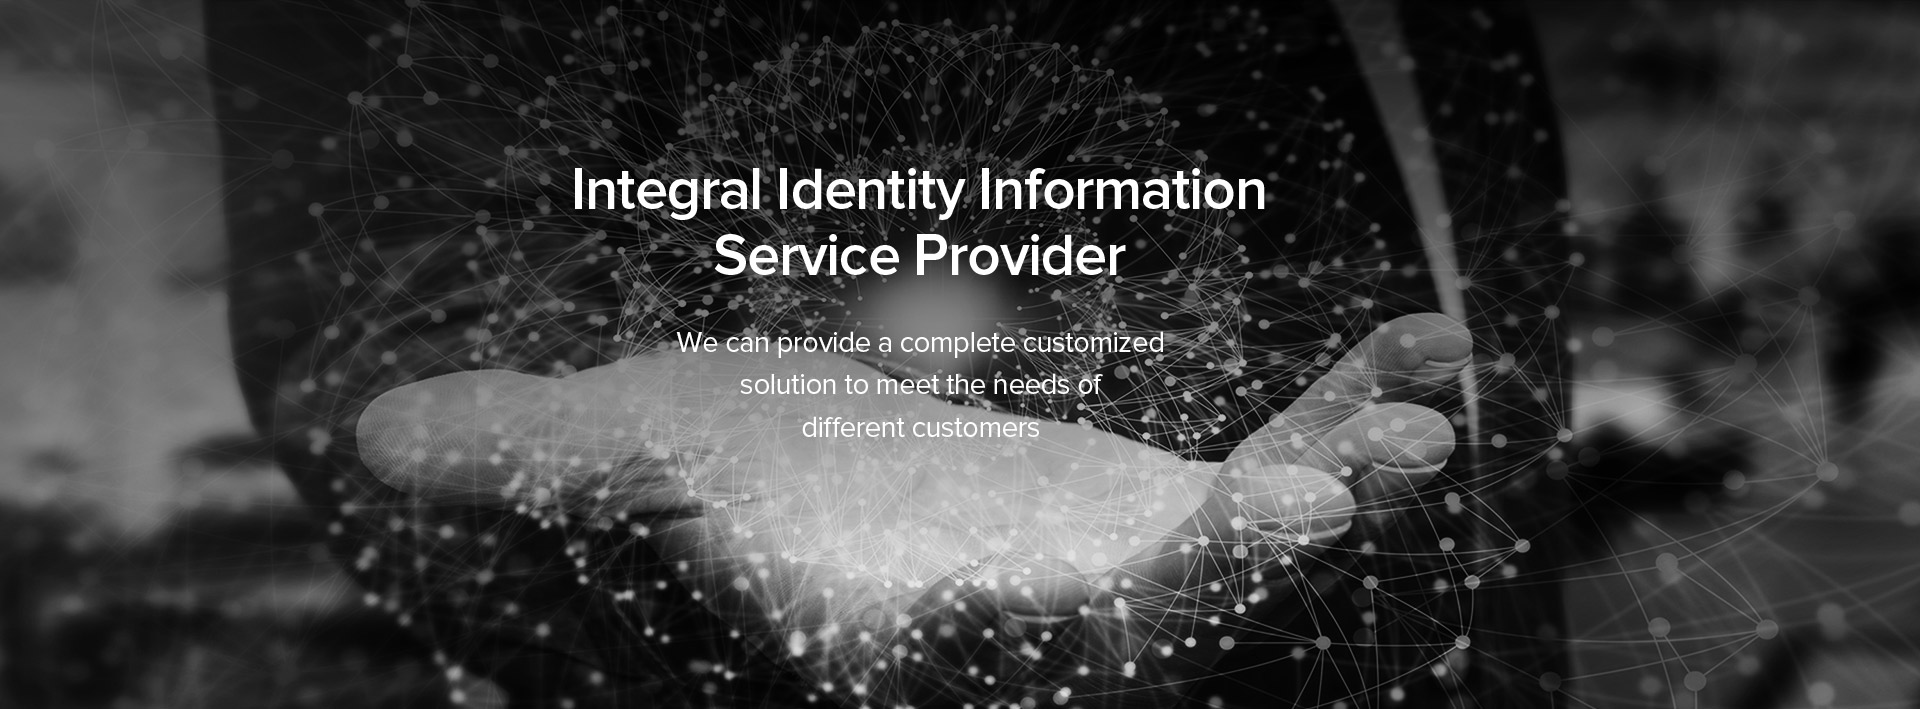 Integral Identity Information
Service Provider
We can provide a complete customized
solution to meet the needs of
different customers